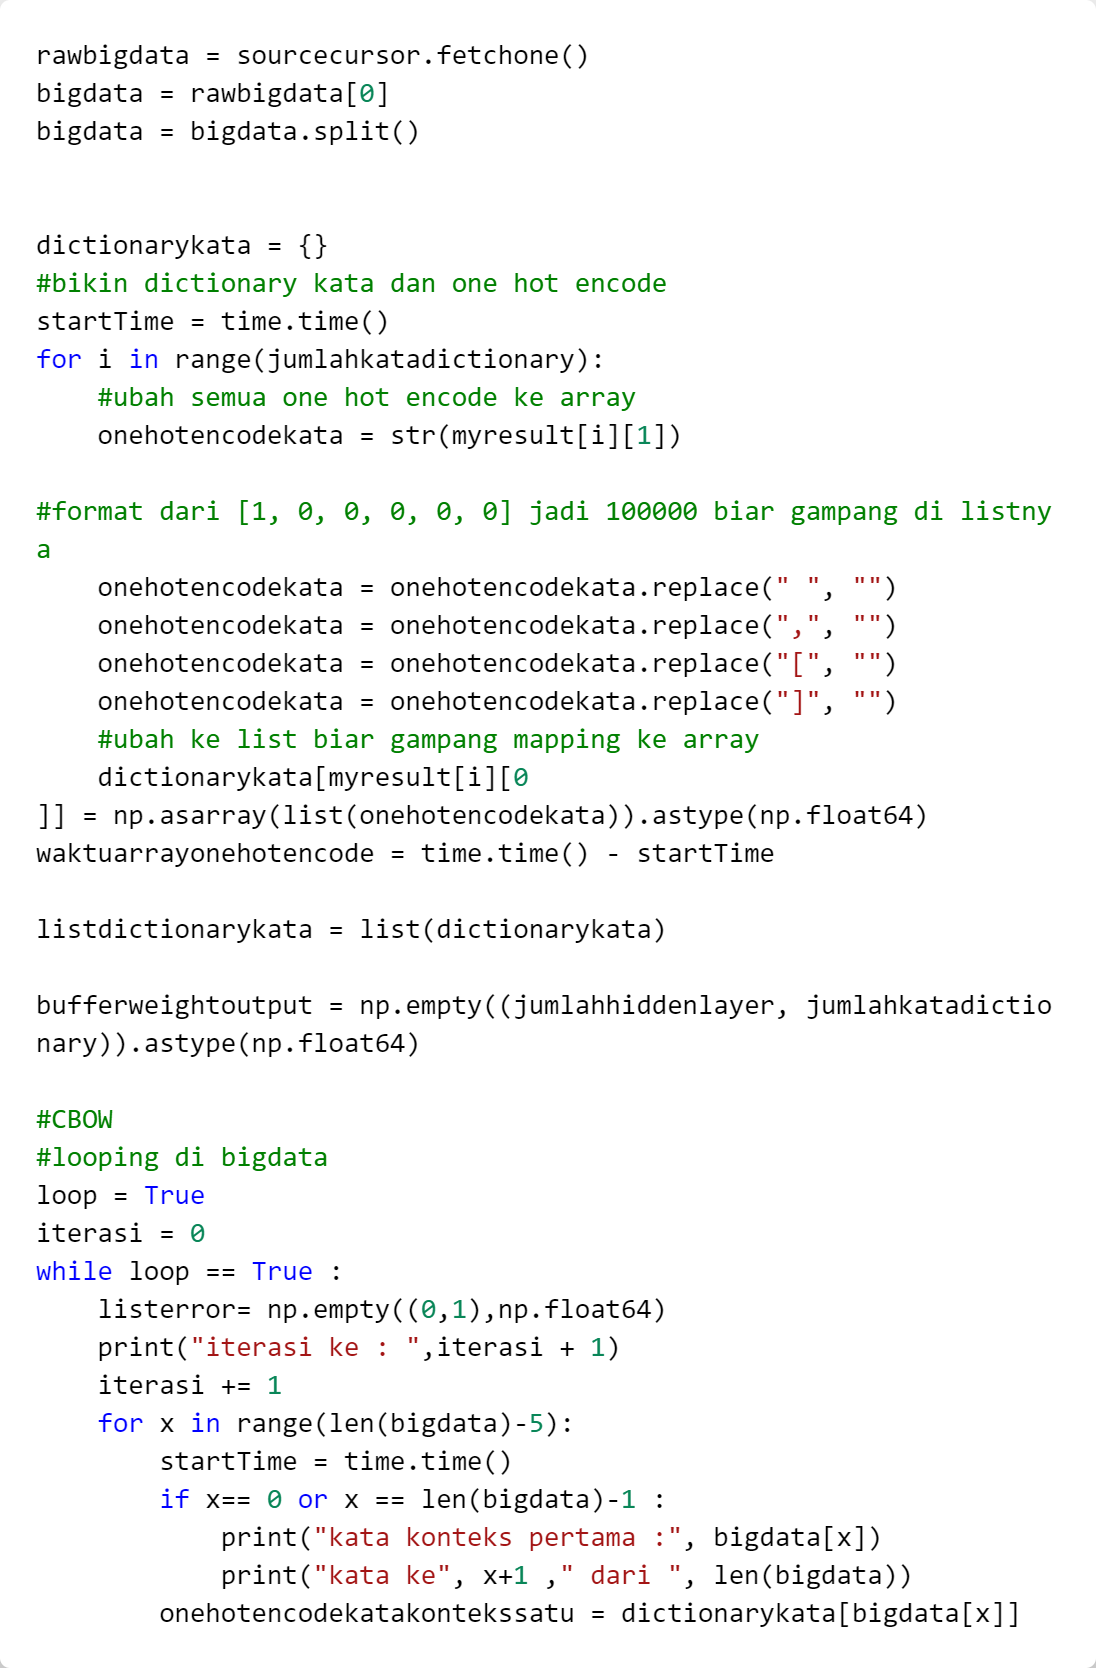 rawbigdata = sourcecursor.fetchone()
bigdata = rawbigdata[0]
bigdata = bigdata.split()
dictionarykata = {}
#bikin dictionary kata dan one hot encode
startTime = time.time()
for i in range(jumlahkatadictionary):
    #ubah semua one hot encode ke array
    onehotencodekata = str(myresult[i][1])
#format dari [1, 0, 0, 0, 0, 0] jadi 100000 biar gampang di listny
a
    onehotencodekata = onehotencodekata.replace(" ", "")
    onehotencodekata = onehotencodekata.replace(",", "")
    onehotencodekata = onehotencodekata.replace("[", "")
    onehotencodekata = onehotencodekata.replace("]", "")
    #ubah ke list biar gampang mapping ke array
    dictionarykata[myresult[i][0
]] = np.asarray(list(onehotencodekata)).astype(np.float64)
waktuarrayonehotencode = time.time() - startTime
listdictionarykata = list(dictionarykata)
bufferweightoutput = np.empty((jumlahhiddenlayer, jumlahkatadictio
nary)).astype(np.float64)
#CBOW
#looping di bigdata
loop = True
iterasi = 0
while loop == True :
    listerror= np.empty((0,1),np.float64)
    print("iterasi ke : ",iterasi + 1)
    iterasi += 1
    for x in range(len(bigdata)-5):
        startTime = time.time()
        if x== 0 or x == len(bigdata)-1 :
            print("kata konteks pertama :", bigdata[x])
            print("kata ke", x+1 ," dari ", len(bigdata))
        onehotencodekatakontekssatu = dictionarykata[bigdata[x]]